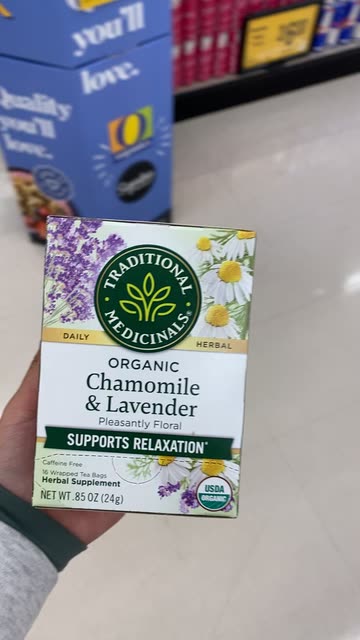 you'll
love.
Quality
you'll
love.
TRADITIONAL
MEDICINALS®
DAILY
HERBAL
ORGANIC
Chamomile
& Lavender
Pleasantly Floral
SUPPORTS RELAXATION*
Caffeine Free
16 Wrapped Tea Bags
Herbal Supplement
NET WT .85 OZ (24g)
USDA
ORGANIC